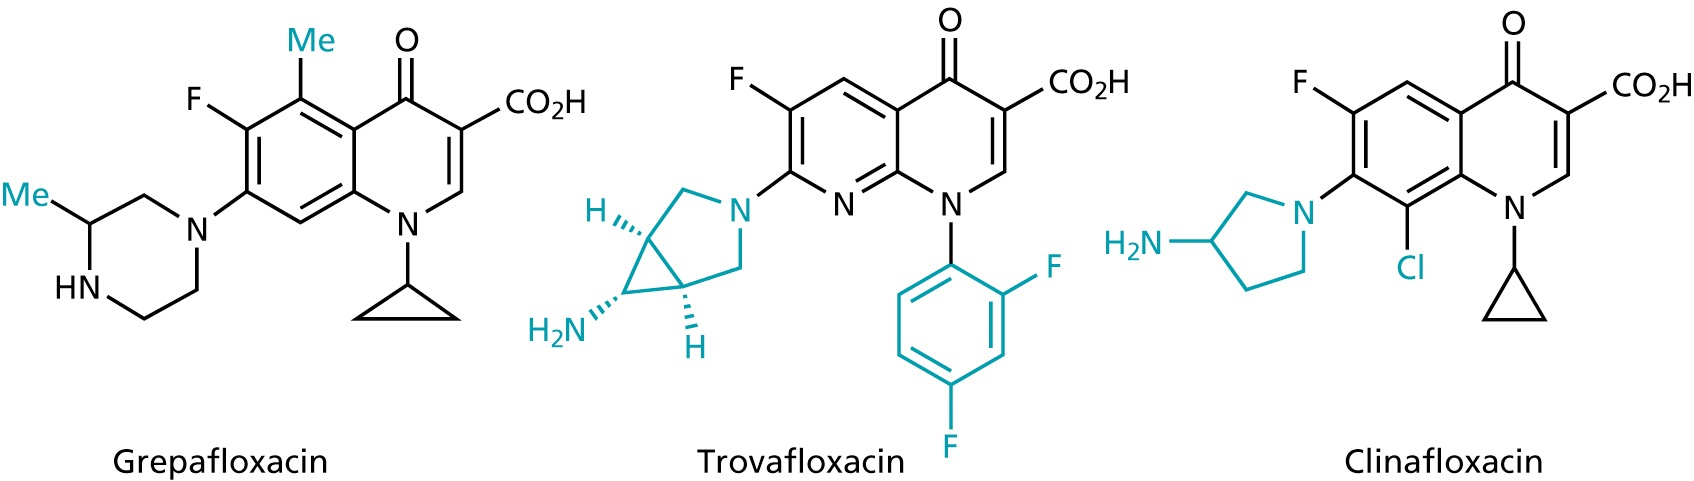 Me
O
F
CO₂H
Me
N
HN
N
Grepafloxacin
O
F
CO₂H
H
N
N
N
H₂N
H
F
F
Trovafloxacin
O
F
CO₂H
N
N
H₂N
Cl
Clinafloxacin